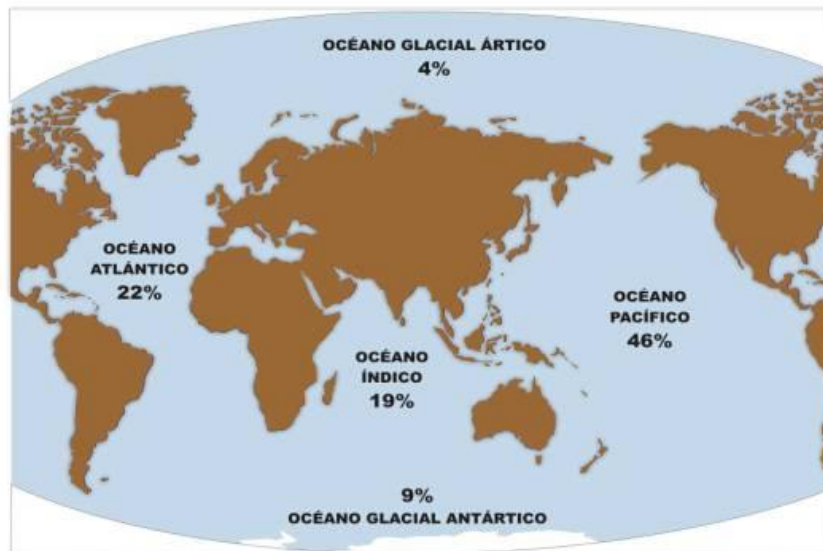 OCÉANO GLACIAL ÁRTICO
4%
OCÉANO
ATLÁNTICO
22%
OCÉANO
PACÍFICO
46%
OCÉANO
ÍNDICO
19%
9%
OCÉANO GLACIAL ANTÁRTICO